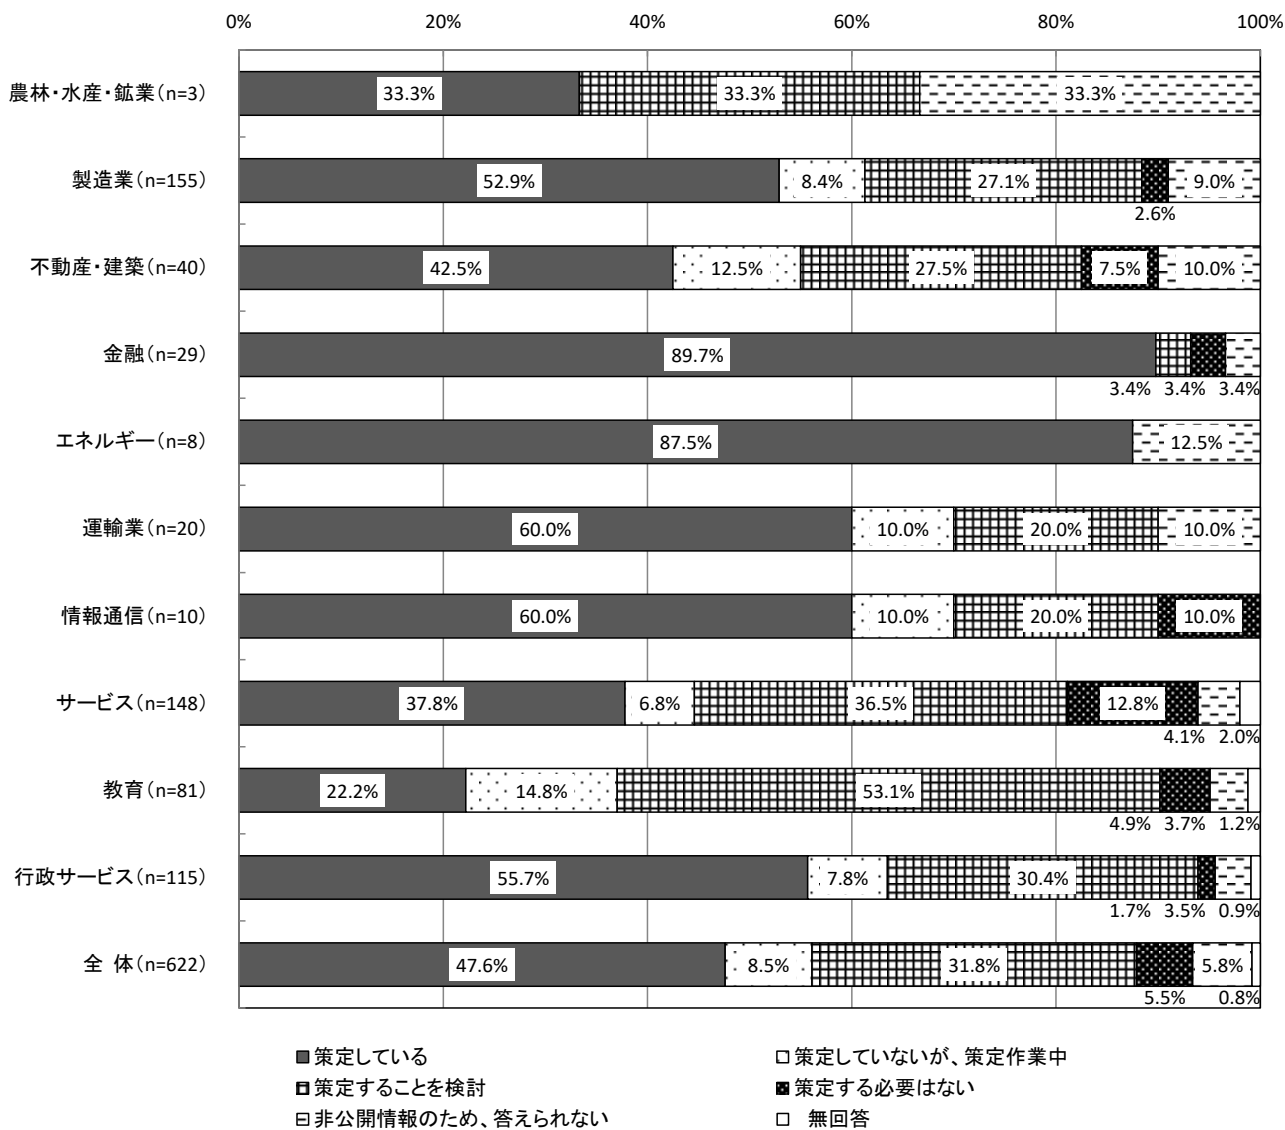 0% 20% 40% 60% 80% 100%
農林・水産・鉱業(n=3) 33.3% 33.3% 33.3%
製造業(n=155) 52.9% 8.4% 27.1% 9.0%
2.6%
不動産・建築(n=40) 42.5% 12.5% 27.5% 7.5% 10.0%
金融(n=29) 89.7%
3.4% 3.4% 3.4%
エネルギー(n=8) 87.5% 12.5%
運輸業(n=20) 60.0% 10.0% 20.0% 10.0%
情報通信(n=10) 60.0% 10.0% 20.0% 10.0%
サービス(n=148) 37.8% 6.8% 36.5% 12.8%
4.1% 2.0%
教育(n=81) 22.2% 14.8% 53.1%
4.9% 3.7% 1.2%
行政サービス(n=115) 55.7% 7.8% 30.4%
1.7% 3.5% 0.9%
全 体(n=622) 47.6% 8.5% 31.8% 5.8%
5.5% 0.8%
策定している 策定していないが、策定作業中
策定することを検討 策定する必要はない
非公開情報のため、答えられない 無回答